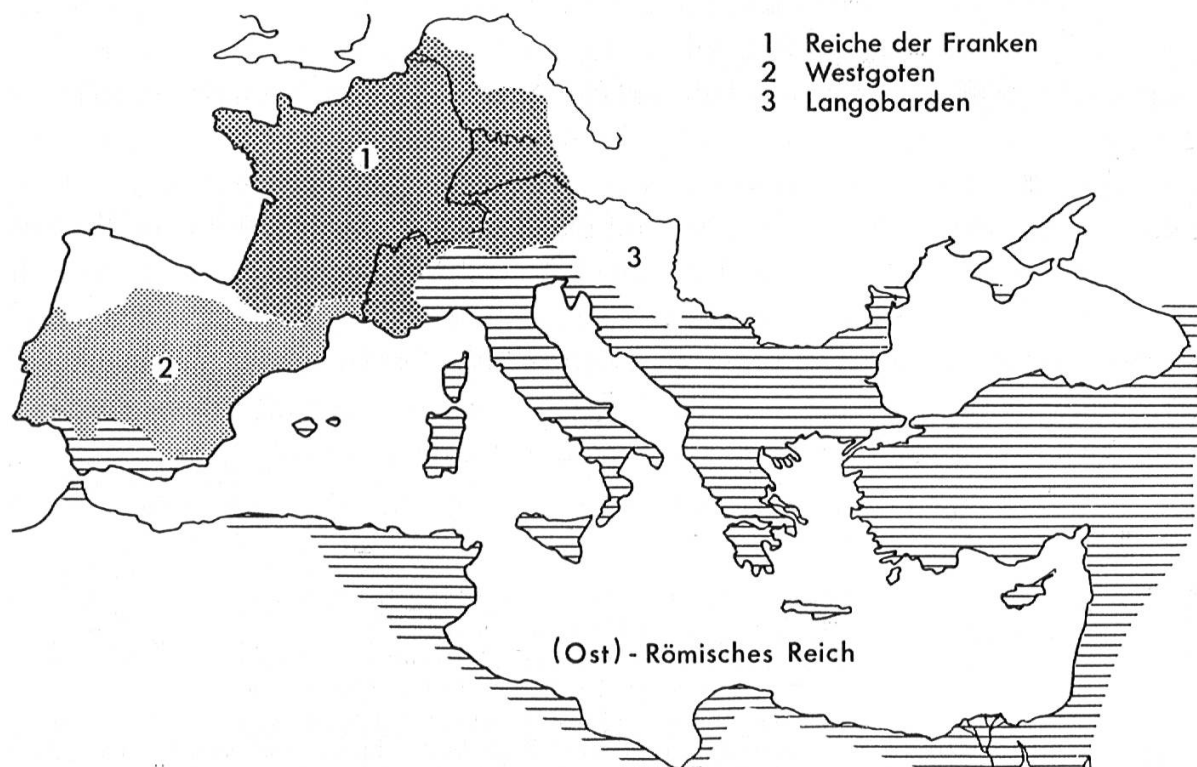 1 Reiche der Franken
2 Westgoten
3 Langobarden
1
3
2
(Ost) - Römisches Reich